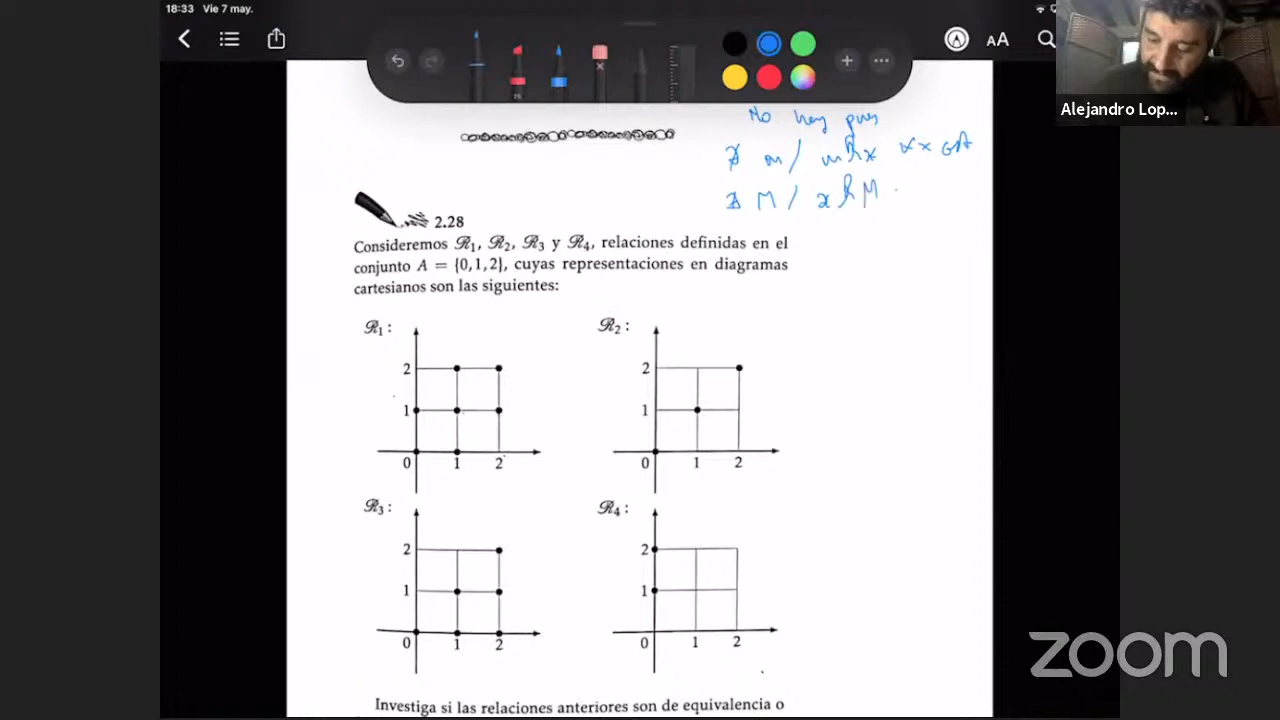 18:33 Vie 7 may.
AA
Alejandro Lop...
No hay pues
∄ m / m R x ∀x ∈ A
∄ M / x R M
2.28
Consideremos ℛ₁, ℛ₂, ℛ₃ y ℛ₄, relaciones definidas en el
conjunto A = {0, 1, 2}, cuyas representaciones en diagramas
cartesianos son las siguientes:
ℛ₁: ℛ₂:
2 2
1 1
0 1 2 0 1 2
ℛ₃: ℛ₄:
2 2
1 1
0 1 2 0 1 2
Investiga si las relaciones anteriores son de equivalencia o
zoom